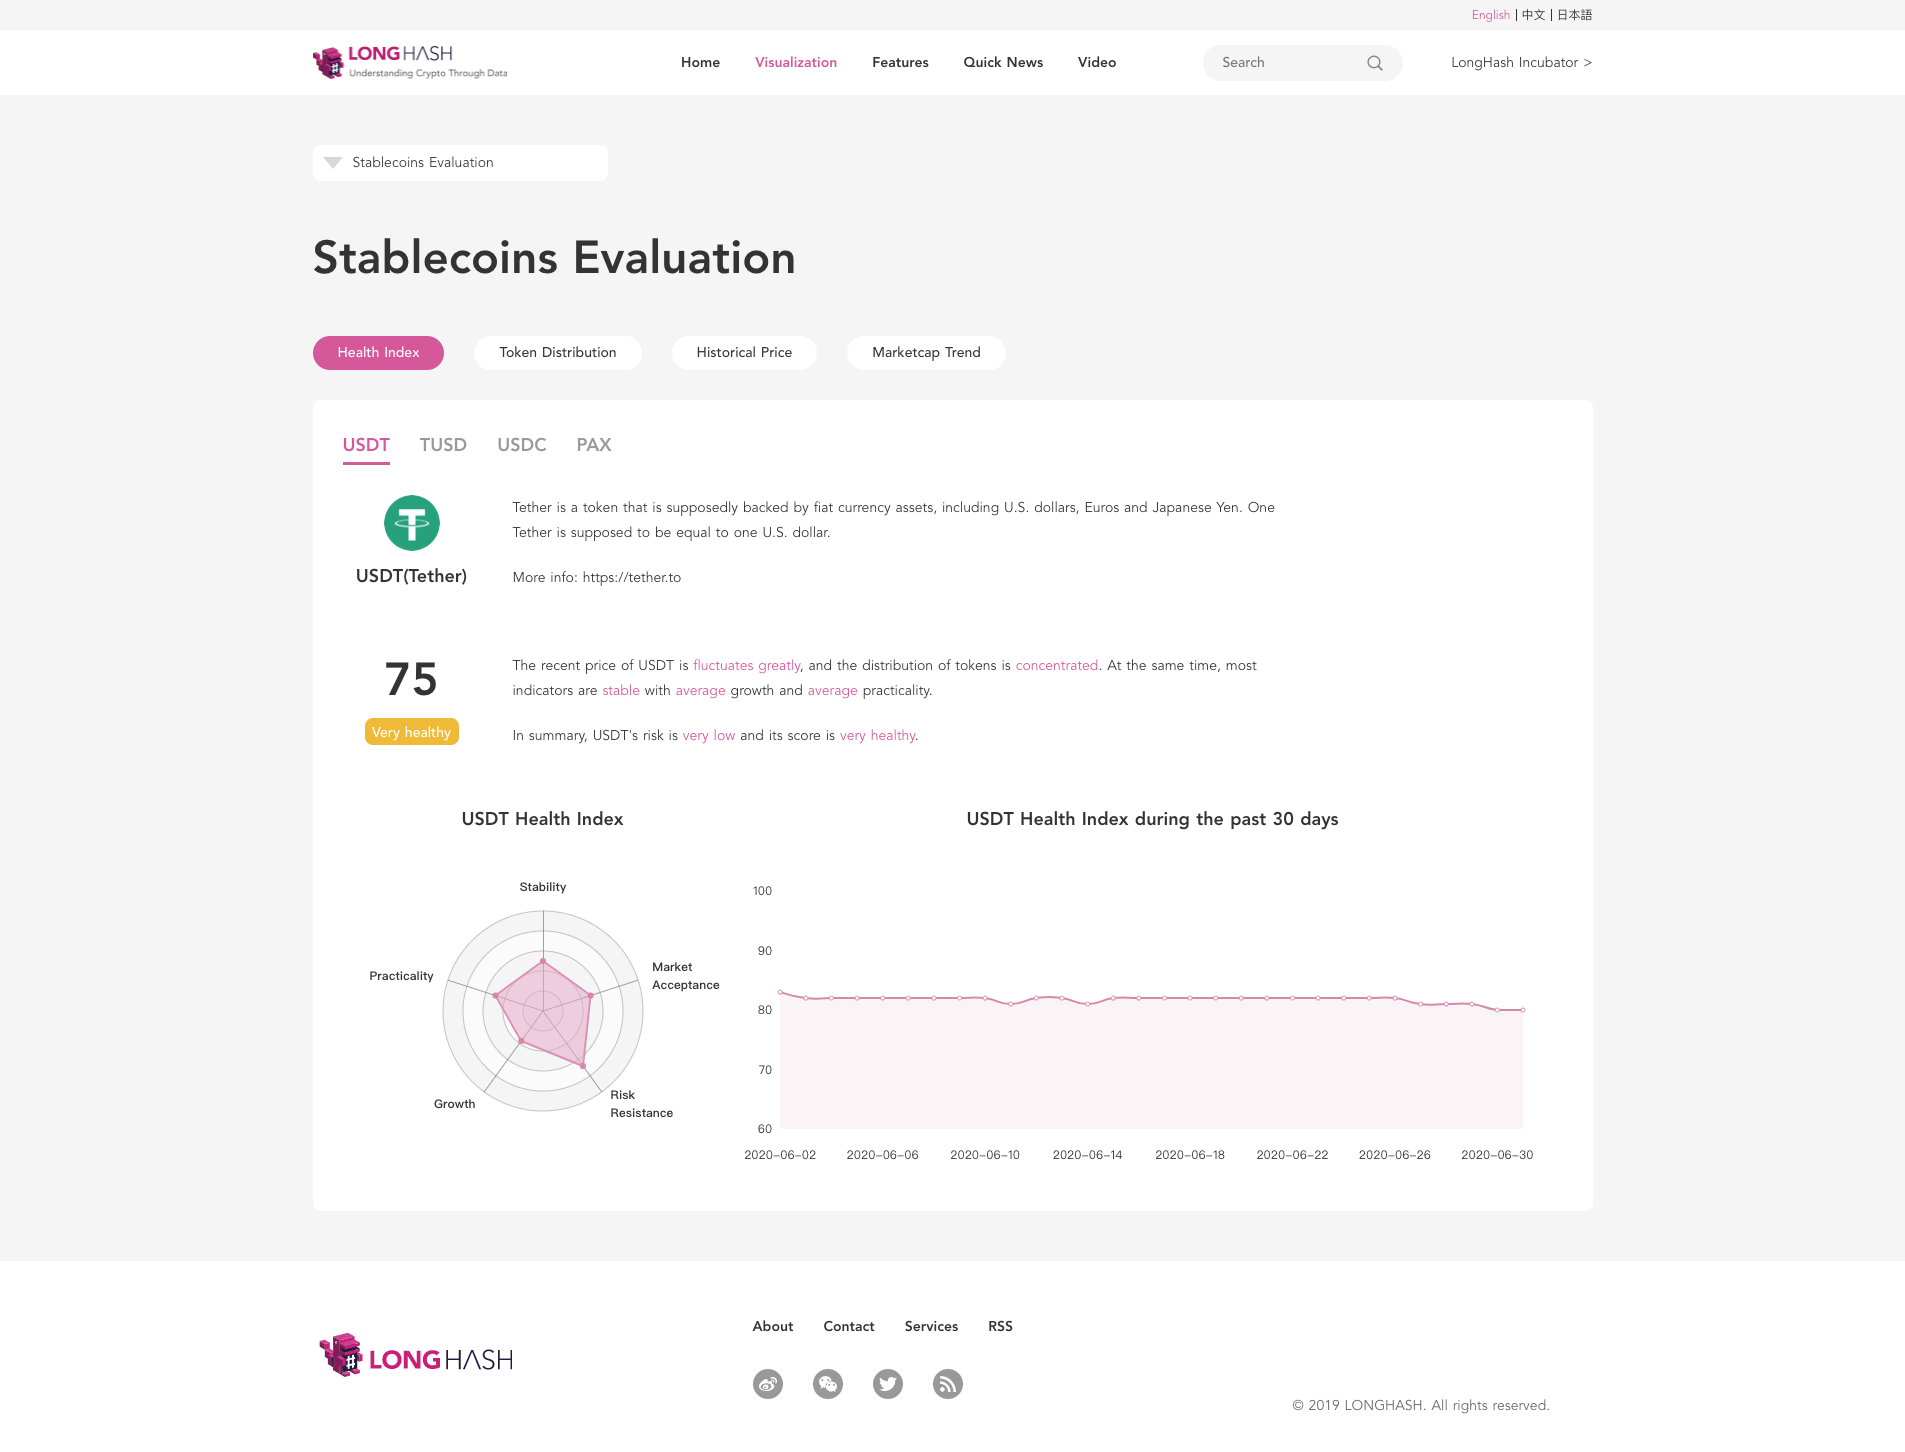 English | 中文 | 日本語
LONGHASH
Understanding Crypto Through Data
Home Visualization Features Quick News Video Search LongHash Incubator >
Stablecoins Evaluation
Stablecoins Evaluation
Health Index Token Distribution Historical Price Marketcap Trend
USDT TUSD USDC PAX
USDT(Tether)
Tether is a token that is supposedly backed by fiat currency assets, including U.S. dollars, Euros and Japanese Yen. One
Tether is supposed to be equal to one U.S. dollar.
More info: https://tether.to
75
Very healthy
The recent price of USDT is fluctuates greatly, and the distribution of tokens is concentrated. At the same time, most
indicators are stable with average growth and average practicality.
In summary, USDT's risk is very low and its score is very healthy.
USDT Health Index
Stability
Market
Acceptance
Risk
Resistance
Growth
Practicality
USDT Health Index during the past 30 days
100
90
80
70
60
2020-06-02 2020-06-06 2020-06-10 2020-06-14 2020-06-18 2020-06-22 2020-06-26 2020-06-30
LONGHASH
About Contact Services RSS
© 2019 LONGHASH. All rights reserved.